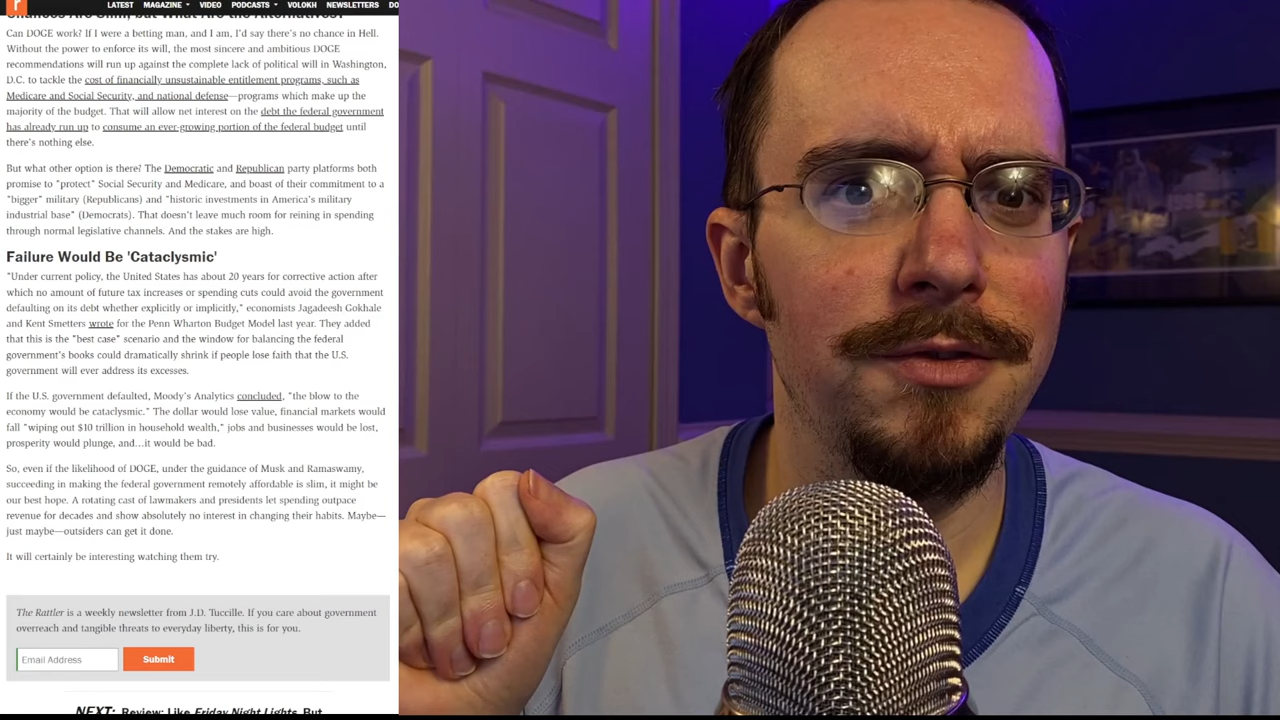 r
LATEST MAGAZINE VIDEO PODCASTS VOLOKH NEWSLETTERS DO
Chances Are Slim, but What Are the Alternatives?
Can DOGE work? If I were a betting man, and I am, I'd say there's no chance in Hell.
Without the power to enforce its will, the most sincere and ambitious DOGE
recommendations will run up against the complete lack of political will in Washington,
D.C. to tackle the cost of financially unsustainable entitlement programs, such as
Medicare and Social Security, and national defense—programs which make up the
majority of the budget. That will allow net interest on the debt the federal government
has already run up to consume an ever-growing portion of the federal budget until
there's nothing else.
But what other option is there? The Democratic and Republican party platforms both
promise to "protect" Social Security and Medicare, and boast of their commitment to a
"bigger" military (Republicans) and "historic investments in America's military
industrial base" (Democrats). That doesn't leave much room for reining in spending
through normal legislative channels. And the stakes are high.
Failure Would Be 'Cataclysmic'
"Under current policy, the United States has about 20 years for corrective action after
which no amount of future tax increases or spending cuts could avoid the government
defaulting on its debt whether explicitly or implicitly," economists Jagadeesh Gokhale
and Kent Smetters wrote for the Penn Wharton Budget Model last year. They added
that this is the "best case" scenario and the window for balancing the federal
government's books could dramatically shrink if people lose faith that the U.S.
government will ever address its excesses.
If the U.S. government defaulted, Moody's Analytics concluded, "the blow to the
economy would be cataclysmic." The dollar would lose value, financial markets would
fall "wiping out $10 trillion in household wealth," jobs and businesses would be lost,
prosperity would plunge, and…it would be bad.
So, even if the likelihood of DOGE, under the guidance of Musk and Ramaswamy,
succeeding in making the federal government remotely affordable is slim, it might be
our best hope. A rotating cast of lawmakers and presidents let spending outpace
revenue for decades and show absolutely no interest in changing their habits. Maybe—
just maybe—outsiders can get it done.
It will certainly be interesting watching them try.
The Rattler is a weekly newsletter from J.D. Tuccille. If you care about government
overreach and tangible threats to everyday liberty, this is for you.
Email Address Submit
NEXT: Review: Like Friday Night Lights, But
1986